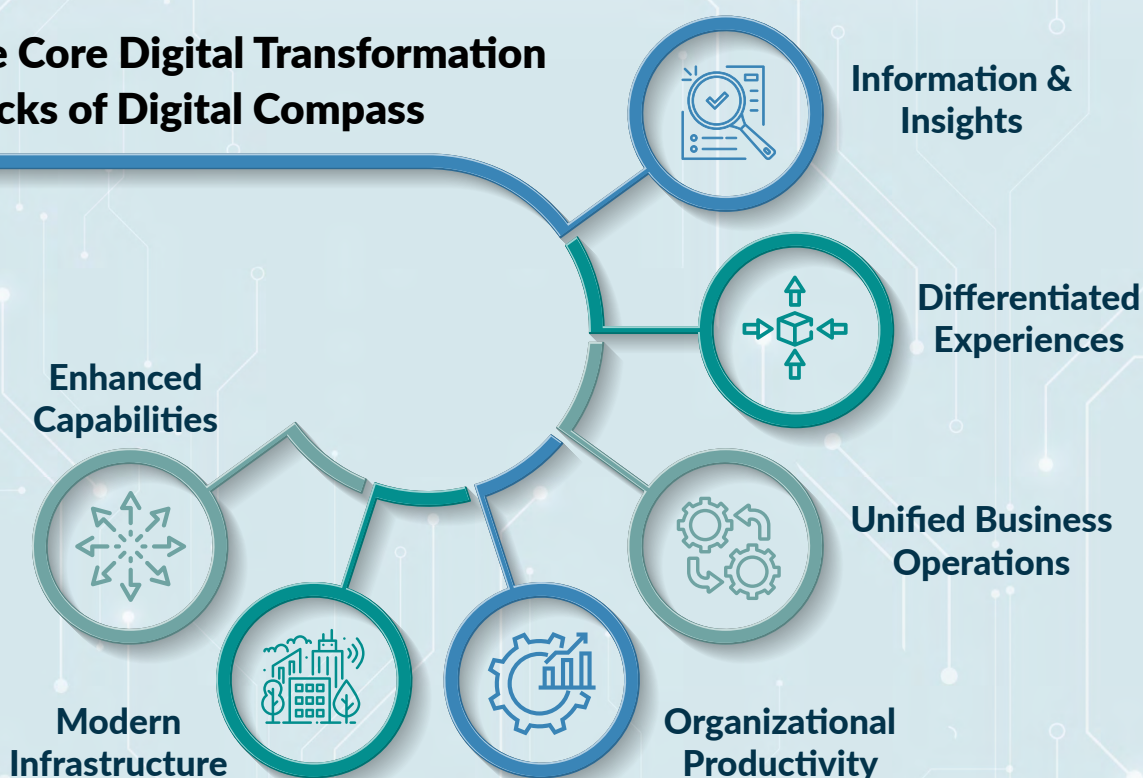 e Core Digital Transformation
cks of Digital Compass
Information &
Insights
Differentiated
Experiences
Unified Business
Operations
Organizational
Productivity
Modern
Infrastructure
Enhanced
Capabilities